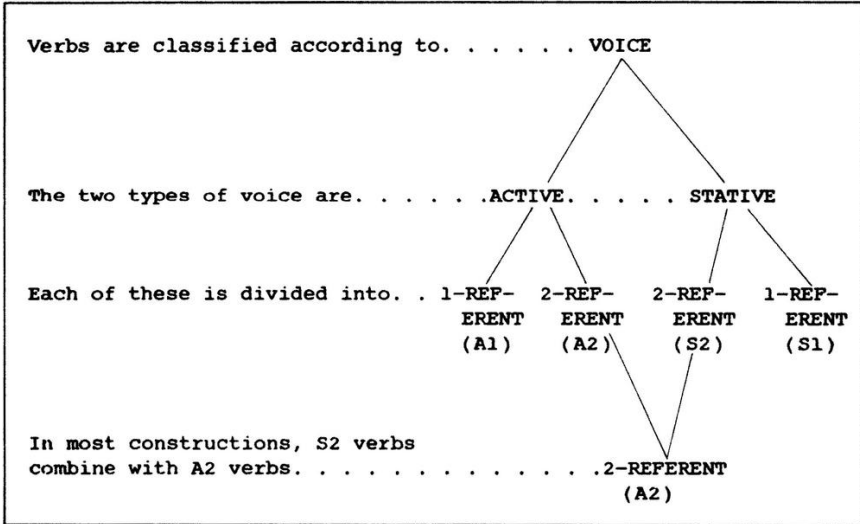 Verbs are classified according to. . . . . . VOICE
The two types of voice are. . . . . .ACTIVE. . . . . STATIVE
Each of these is divided into. . 1-REF- 2-REF- 2-REF- 1-REF-
ERENT ERENT ERENT ERENT
(A1) (A2) (S2) (S1)
In most constructions, S2 verbs
combine with A2 verbs. . . . . . . . . . . . .2-REFERENT
(A2)